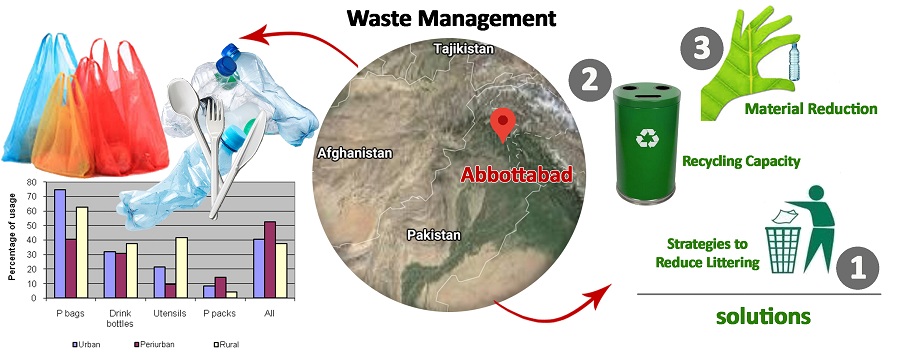 Waste Management
Tajikistan
Afghanistan
Abbottabad
Pakistan
Percentage of usage
80
70
60
50
40
30
20
10
0
P bags
Drink
bottles
Utensils
P packs
All
Urban
Periurban
Rural
3
Material Reduction
2
Recycling Capacity
Strategies to
Reduce Littering
1
solutions